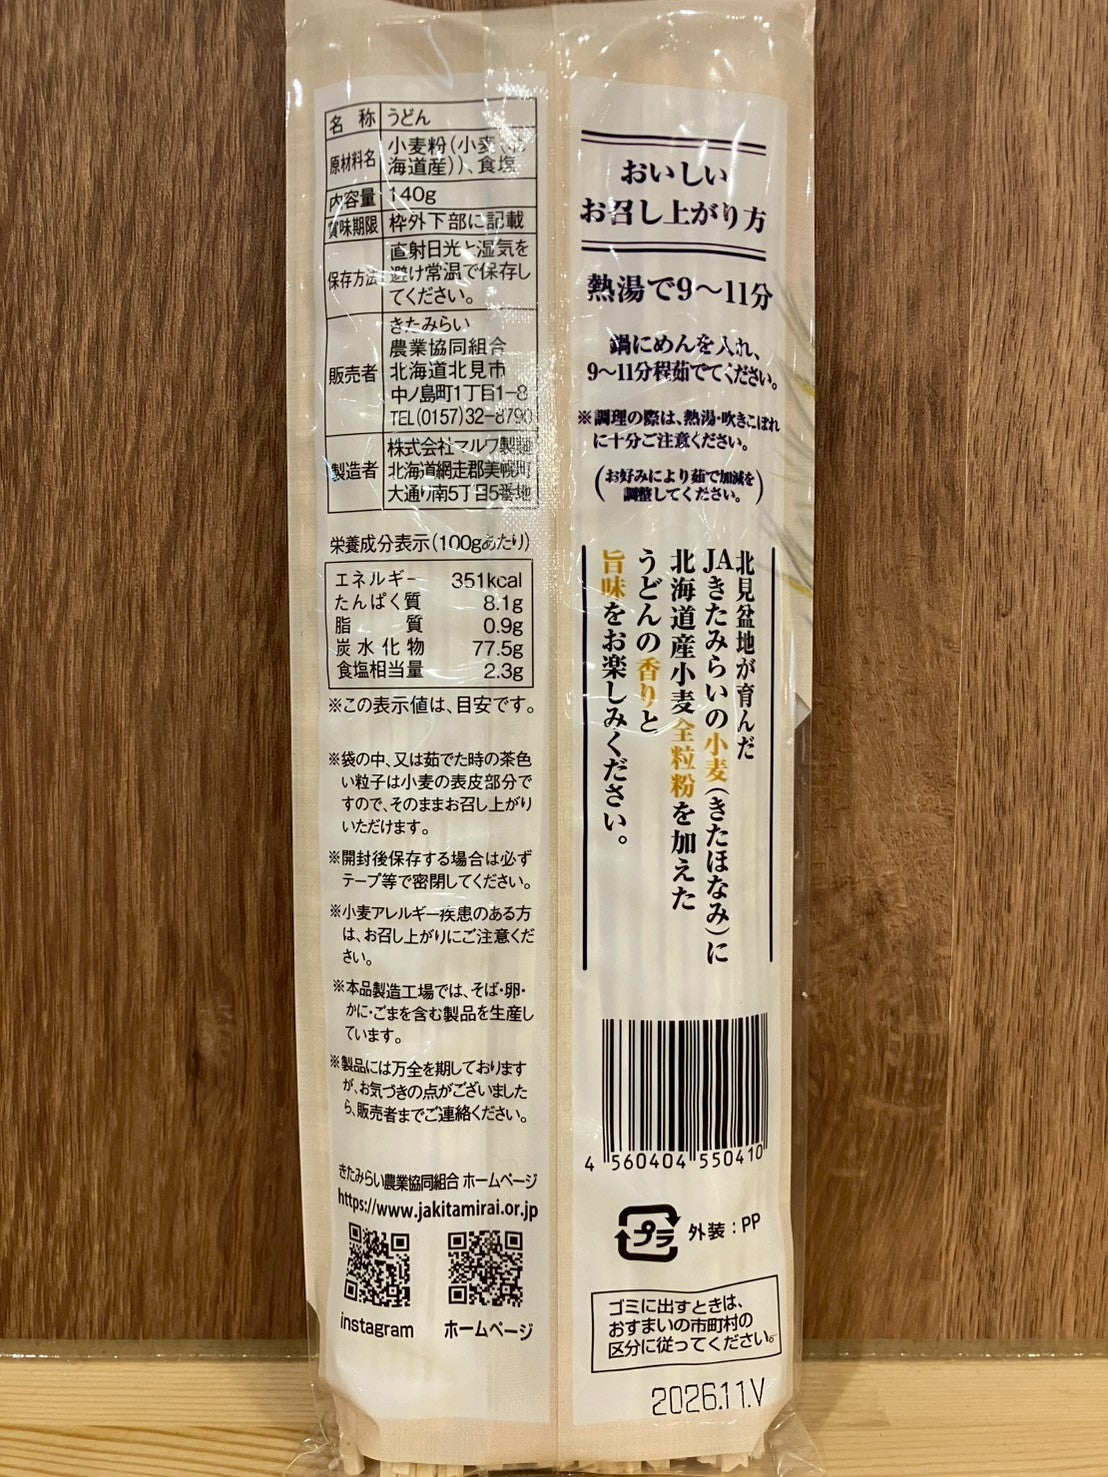 名 称 うどん
原材料名 小麦粉(小麦(北
海道産))、食塩
内容量 140g
賞味期限 枠外下部に記載
保存方法 直射日光と湿気を
避け常温で保存し
てください。
販売者 きたみらい
農業協同組合
北海道北見市
中ノ島町1丁目1-8
TEL(0157)32-8790
製造者 株式会社マルワ製麺
北海道網走郡美幌町
大通り南5丁目5番地
栄養成分表示(100gあたり)
エネルギー 351kcal
たんぱく質 8.1g
脂 質 0.9g
炭水化物 77.5g
食塩相当量 2.3g
※この表示値は、目安です。
※袋の中、又は茹でた時の茶色
い粒子は小麦の表皮部分で
すので、そのままお召し上がり
いただけます。
※開封後保存する場合は必ず
テープ等で密閉してください。
※小麦アレルギー疾患のある方
は、お召し上がりにご注意くだ
さい。
※本品製造工場では、そば・卵・
かに・ごまを含む製品を生産し
ています。
※製品には万全を期しております
が、お気づきの点がございました
ら、販売者までご連絡ください。
きたみらい農業協同組合 ホームページ
https://www.jakitamirai.or.jp
instagram ホームページ
おいしい
お召し上がり方
熱湯で9〜11分
鍋にめんを入れ、
9〜11分程茹でてください。
※調理の際は、熱湯・吹きこぼれ
に十分ご注意ください。
(お好みにより茹で加減を
調整してください。)
北見盆地が育んだ
JAきたみらいの小麦(きたほなみ)に
北海道産小麦全粒粉を加えた
うどんの香りと
旨味をお楽しみください。
4 560404 550410
プラ 外装:PP
ゴミに出すときは、
おすまいの市町村の
区分に従ってください。
2026.11.V